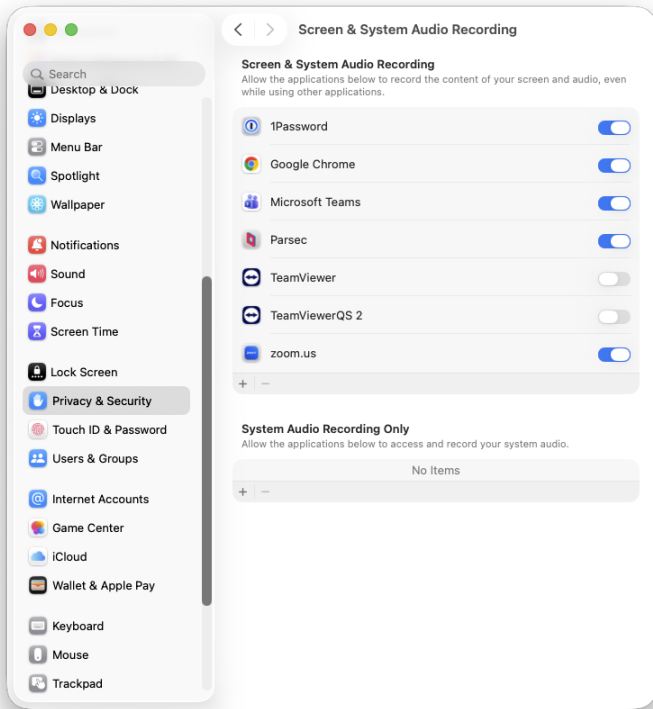 Search
Desktop & Dock
Displays
Menu Bar
Spotlight
Wallpaper
Notifications
Sound
Focus
Screen Time
Lock Screen
Privacy & Security
Touch ID & Password
Users & Groups
Internet Accounts
Game Center
iCloud
Wallet & Apple Pay
Keyboard
Mouse
Trackpad
Screen & System Audio Recording
Screen & System Audio Recording
Allow the applications below to record the content of your screen and audio, even
while using other applications.
1Password
Google Chrome
Microsoft Teams
Parsec
TeamViewer
TeamViewerQS 2
zoom.us
System Audio Recording Only
Allow the applications below to access and record your system audio.
No Items